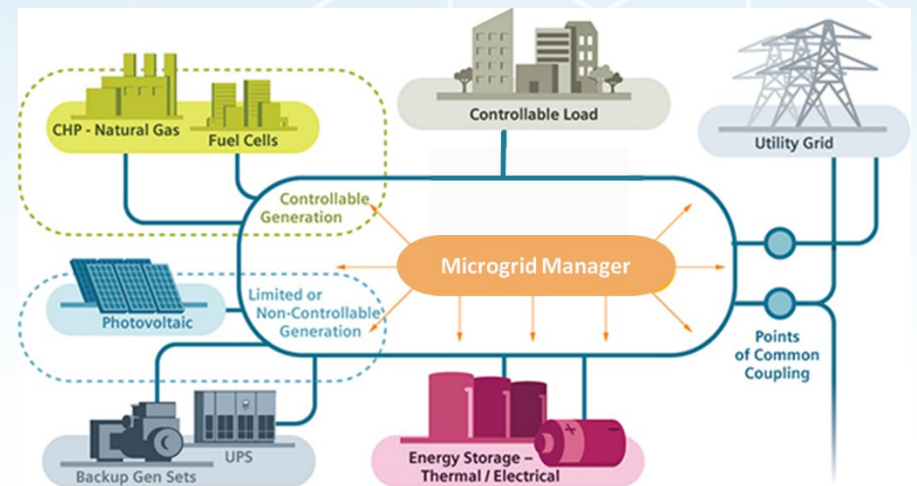 CHP - Natural Gas
Fuel Cells
Controllable Load
Utility Grid
Controllable
Generation
Microgrid Manager
Photovoltaic
Limited or
Non-Controllable
Generation
Points
of Common
Coupling
Backup Gen Sets
UPS
Energy Storage –
Thermal / Electrical